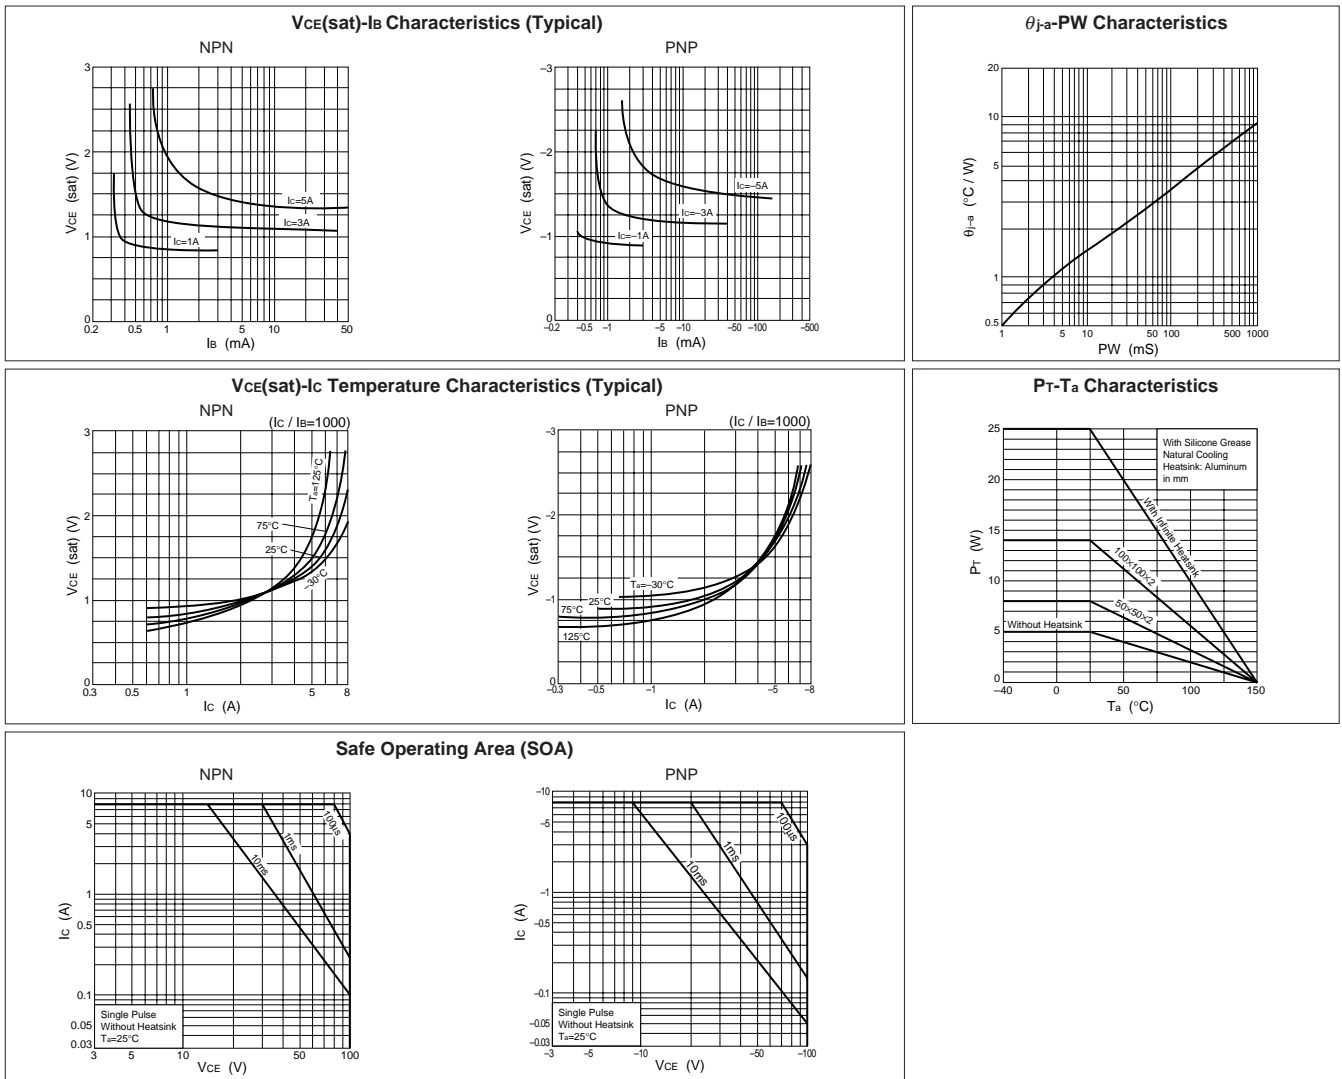 VCE(sat)-IB Characteristics (Typical)
NPN
3
2
1
0
VCE (sat) (V)
IC=5A
IC=3A
IC=1A
0.2 0.5 1 5 10 50
IB (mA)
PNP
–3
–2
–1
0
VCE (sat) (V)
IC=–5A
IC=–3A
IC=–1A
–0.2 –0.5 –1 –5 –10 –50 –100 –500
IB (mA)
θj-a-PW Characteristics
20
10
5
1
0.5
θj–a (°C / W)
1 5 10 50 100 500 1000
PW (mS)
VCE(sat)-IC Temperature Characteristics (Typical)
NPN
(IC / IB=1000)
3
2
1
0
VCE (sat) (V)
Ta=125°C
75°C
25°C
–30°C
0.3 0.5 1 5 8
IC (A)
PNP
(IC / IB=1000)
–3
–2
–1
0
VCE (sat) (V)
Ta=–30°C
25°C
75°C
125°C
–0.3 –0.5 –1 –5 –8
IC (A)
PT-Ta Characteristics
25
20
15
10
5
0
PT (W)
With Silicone Grease
Natural Cooling
Heatsink: Aluminum
in mm
With Infinite Heatsink
100×100×2
50×50×2
Without Heatsink
–40 0 50 100 150
Ta (°C)
Safe Operating Area (SOA)
NPN
10
5
1
0.5
0.1
0.05
0.03
IC (A)
100µs
1ms
10ms
Single Pulse
Without Heatsink
Ta=25°C
3 5 10 50 100
VCE (V)
PNP
–10
–5
–1
–0.5
–0.1
–0.05
–0.03
IC (A)
100µs
1ms
10ms
Single Pulse
Without Heatsink
Ta=25°C
–3 –5 –10 –50 –100
VCE (V)